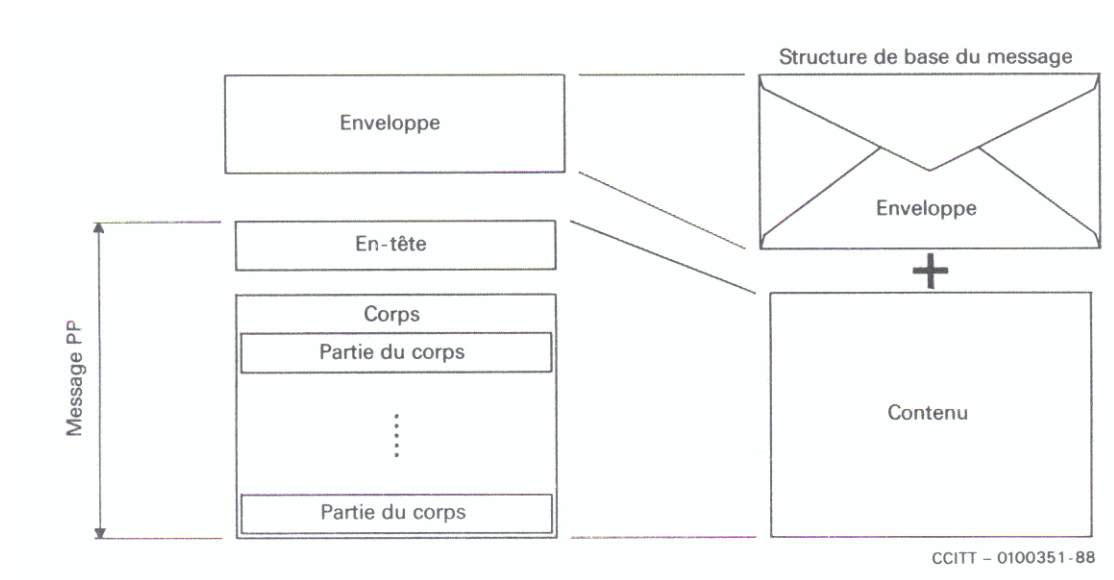 Structure de base du message
Enveloppe
Enveloppe
En-tête
Corps
Partie du corps
Partie du corps
Message PP
+
Contenu
CCITT – 0100351-88